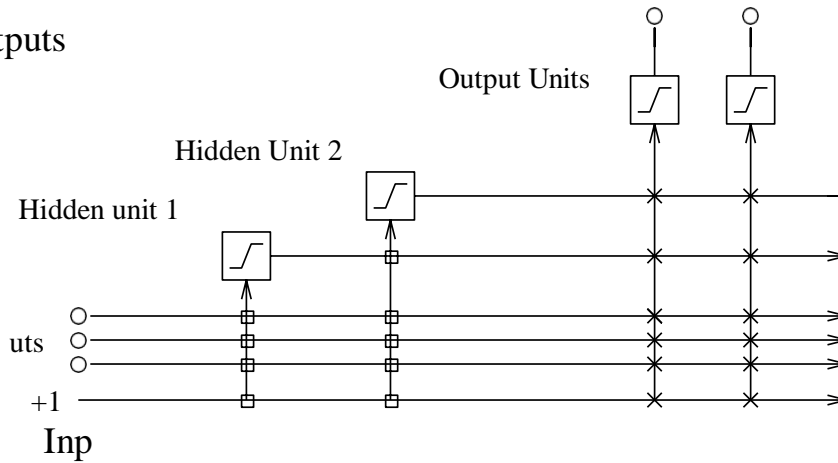 tputs
Output Units
Hidden Unit 2
Hidden unit 1
uts
+1
Inp